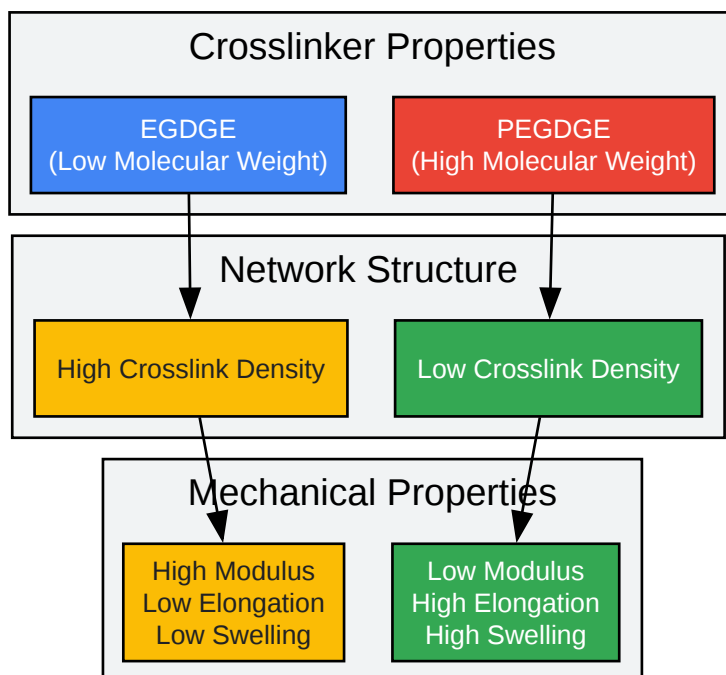 Crosslinker Properties
EGDGE
(Low Molecular Weight)
PEGDGE
(High Molecular Weight)
Network Structure
High Crosslink Density
Low Crosslink Density
Mechanical Properties
High Modulus
Low Elongation
Low Swelling
Low Modulus
High Elongation
High Swelling